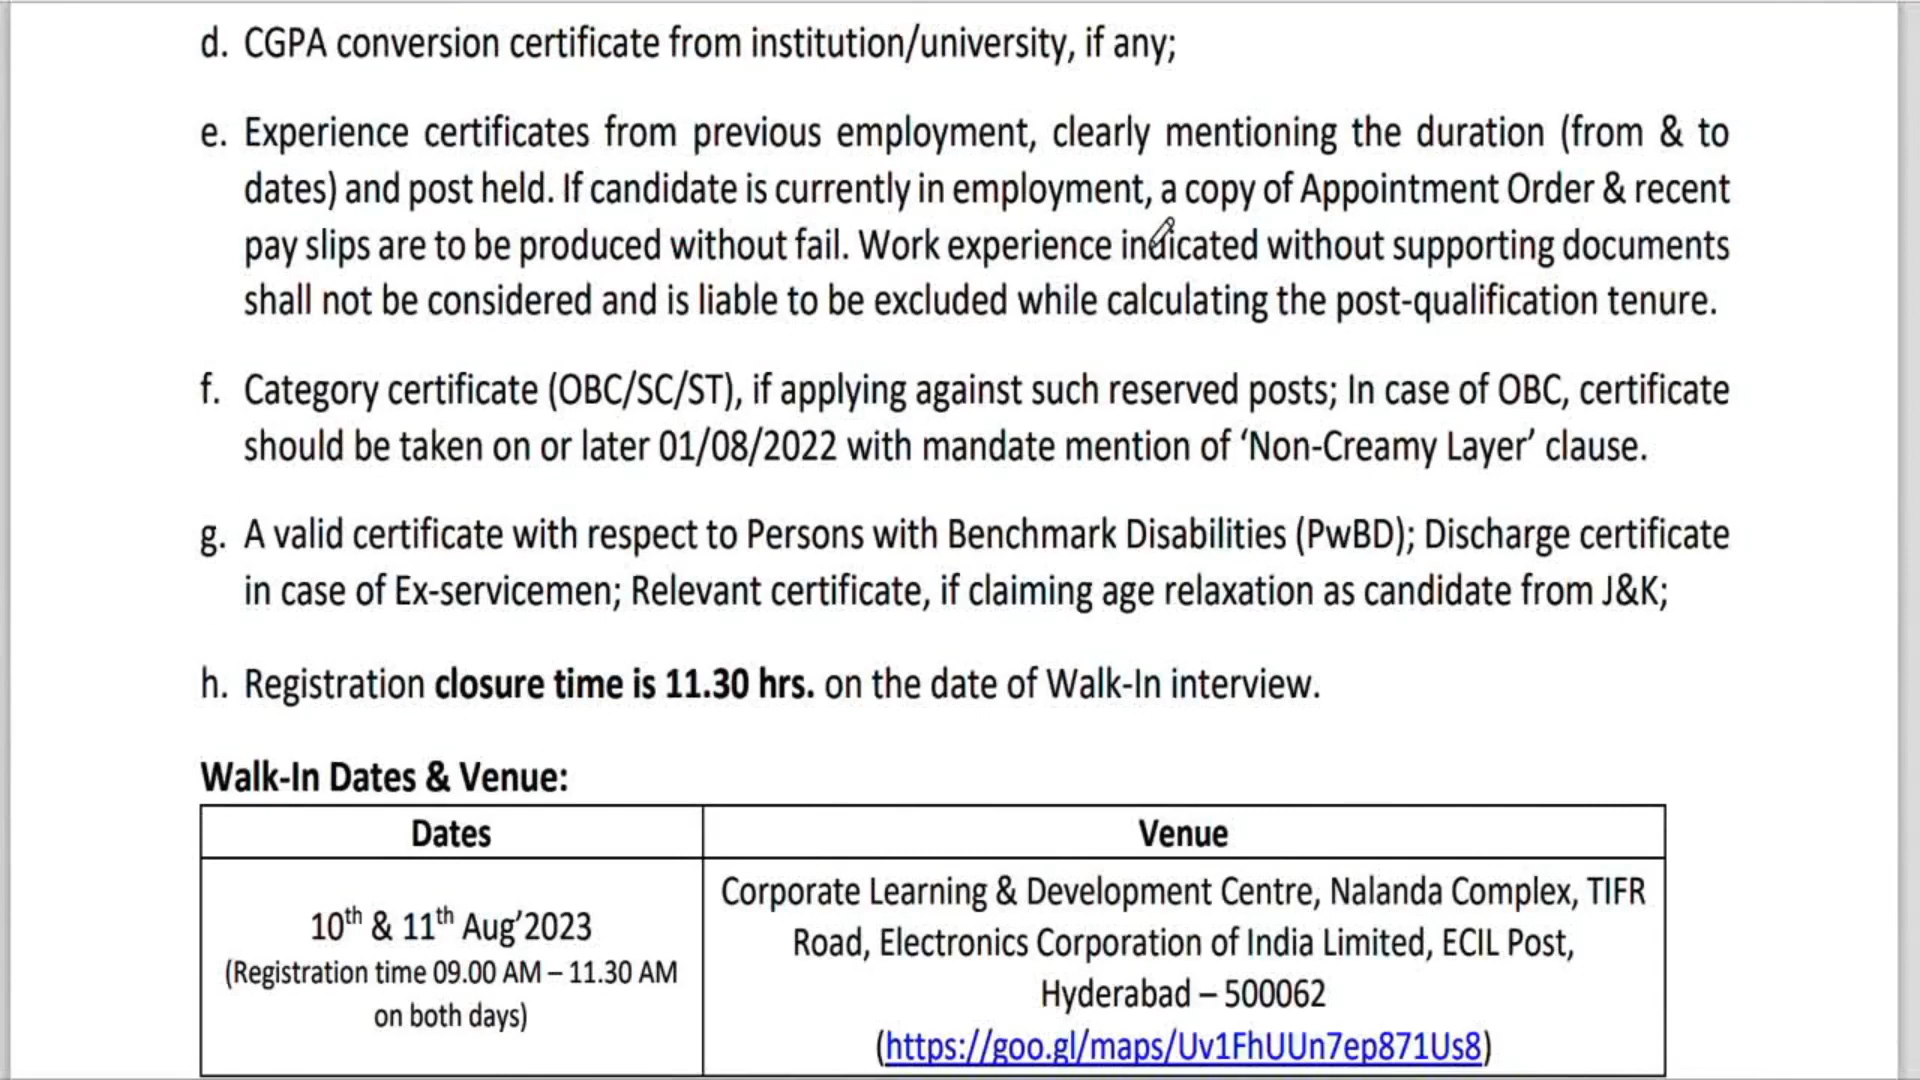 d. CGPA conversion certificate from institution/university, if any;
e. Experience certificates from previous employment, clearly mentioning the duration (from & to
dates) and post held. If candidate is currently in employment, a copy of Appointment Order & recent
pay slips are to be produced without fail. Work experience indicated without supporting documents
shall not be considered and is liable to be excluded while calculating the post-qualification tenure.
f. Category certificate (OBC/SC/ST), if applying against such reserved posts; In case of OBC, certificate
should be taken on or later 01/08/2022 with mandate mention of ‘Non-Creamy Layer’ clause.
g. A valid certificate with respect to Persons with Benchmark Disabilities (PwBD); Discharge certificate
in case of Ex-servicemen; Relevant certificate, if claiming age relaxation as candidate from J&K;
h. Registration closure time is 11.30 hrs. on the date of Walk-In interview.
Walk-In Dates & Venue:
Dates
Venue
10th & 11th Aug’2023
(Registration time 09.00 AM – 11.30 AM
on both days)
Corporate Learning & Development Centre, Nalanda Complex, TIFR
Road, Electronics Corporation of India Limited, ECIL Post,
Hyderabad – 500062
(https://goo.gl/maps/Uv1FhUUn7ep871Us8)